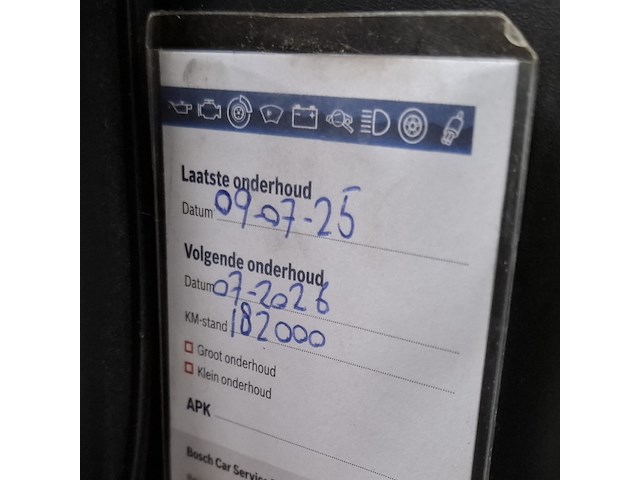 Laatste onderhoud
Datum 09-07-25
Volgende onderhoud
Datum 07-2026
KM-stand 182000
Groot onderhoud
Klein onderhoud
APK
Bosch Car Service